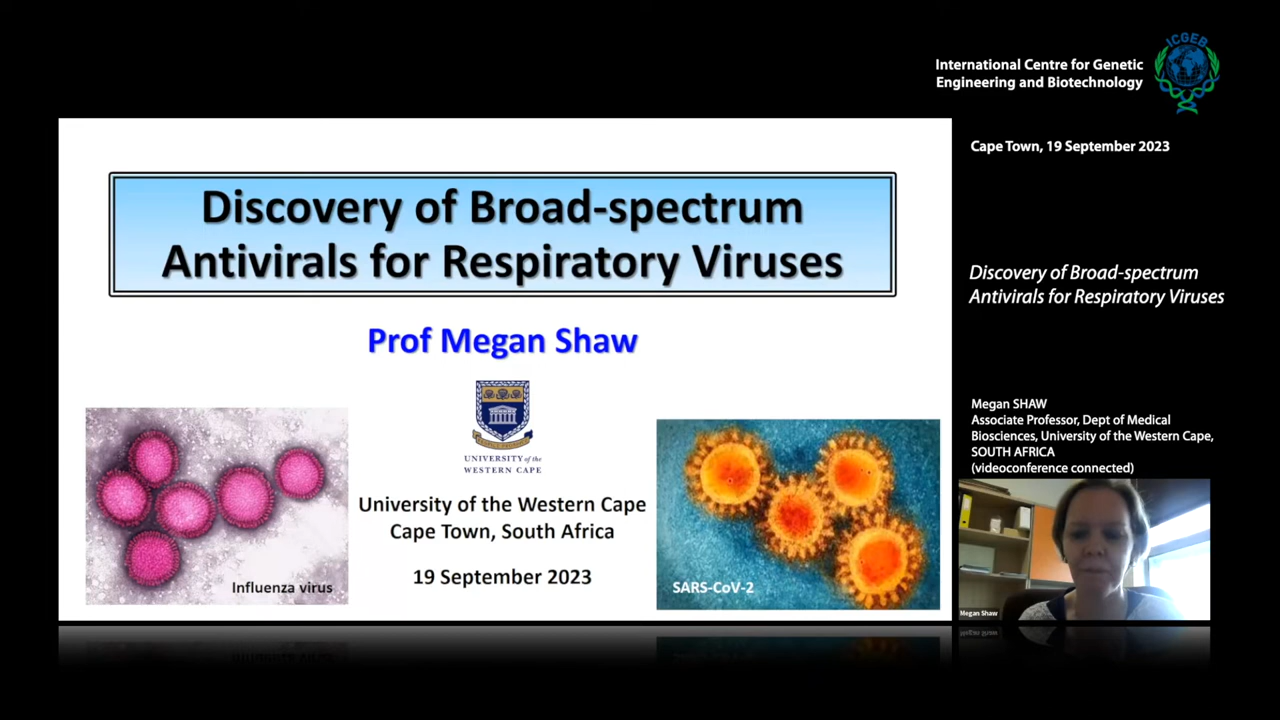 International Centre for Genetic
Engineering and Biotechnology
ICGEB
Cape Town, 19 September 2023
Discovery of Broad-spectrum
Antivirals for Respiratory Viruses
Prof Megan Shaw
UNIVERSITY of the
WESTERN CAPE
University of the Western Cape
Cape Town, South Africa
19 September 2023
Influenza virus
SARS-CoV-2
Discovery of Broad-spectrum
Antivirals for Respiratory Viruses
Megan SHAW
Associate Professor, Dept of Medical
Biosciences, University of the Western Cape,
SOUTH AFRICA
(videoconference connected)
Megan Shaw